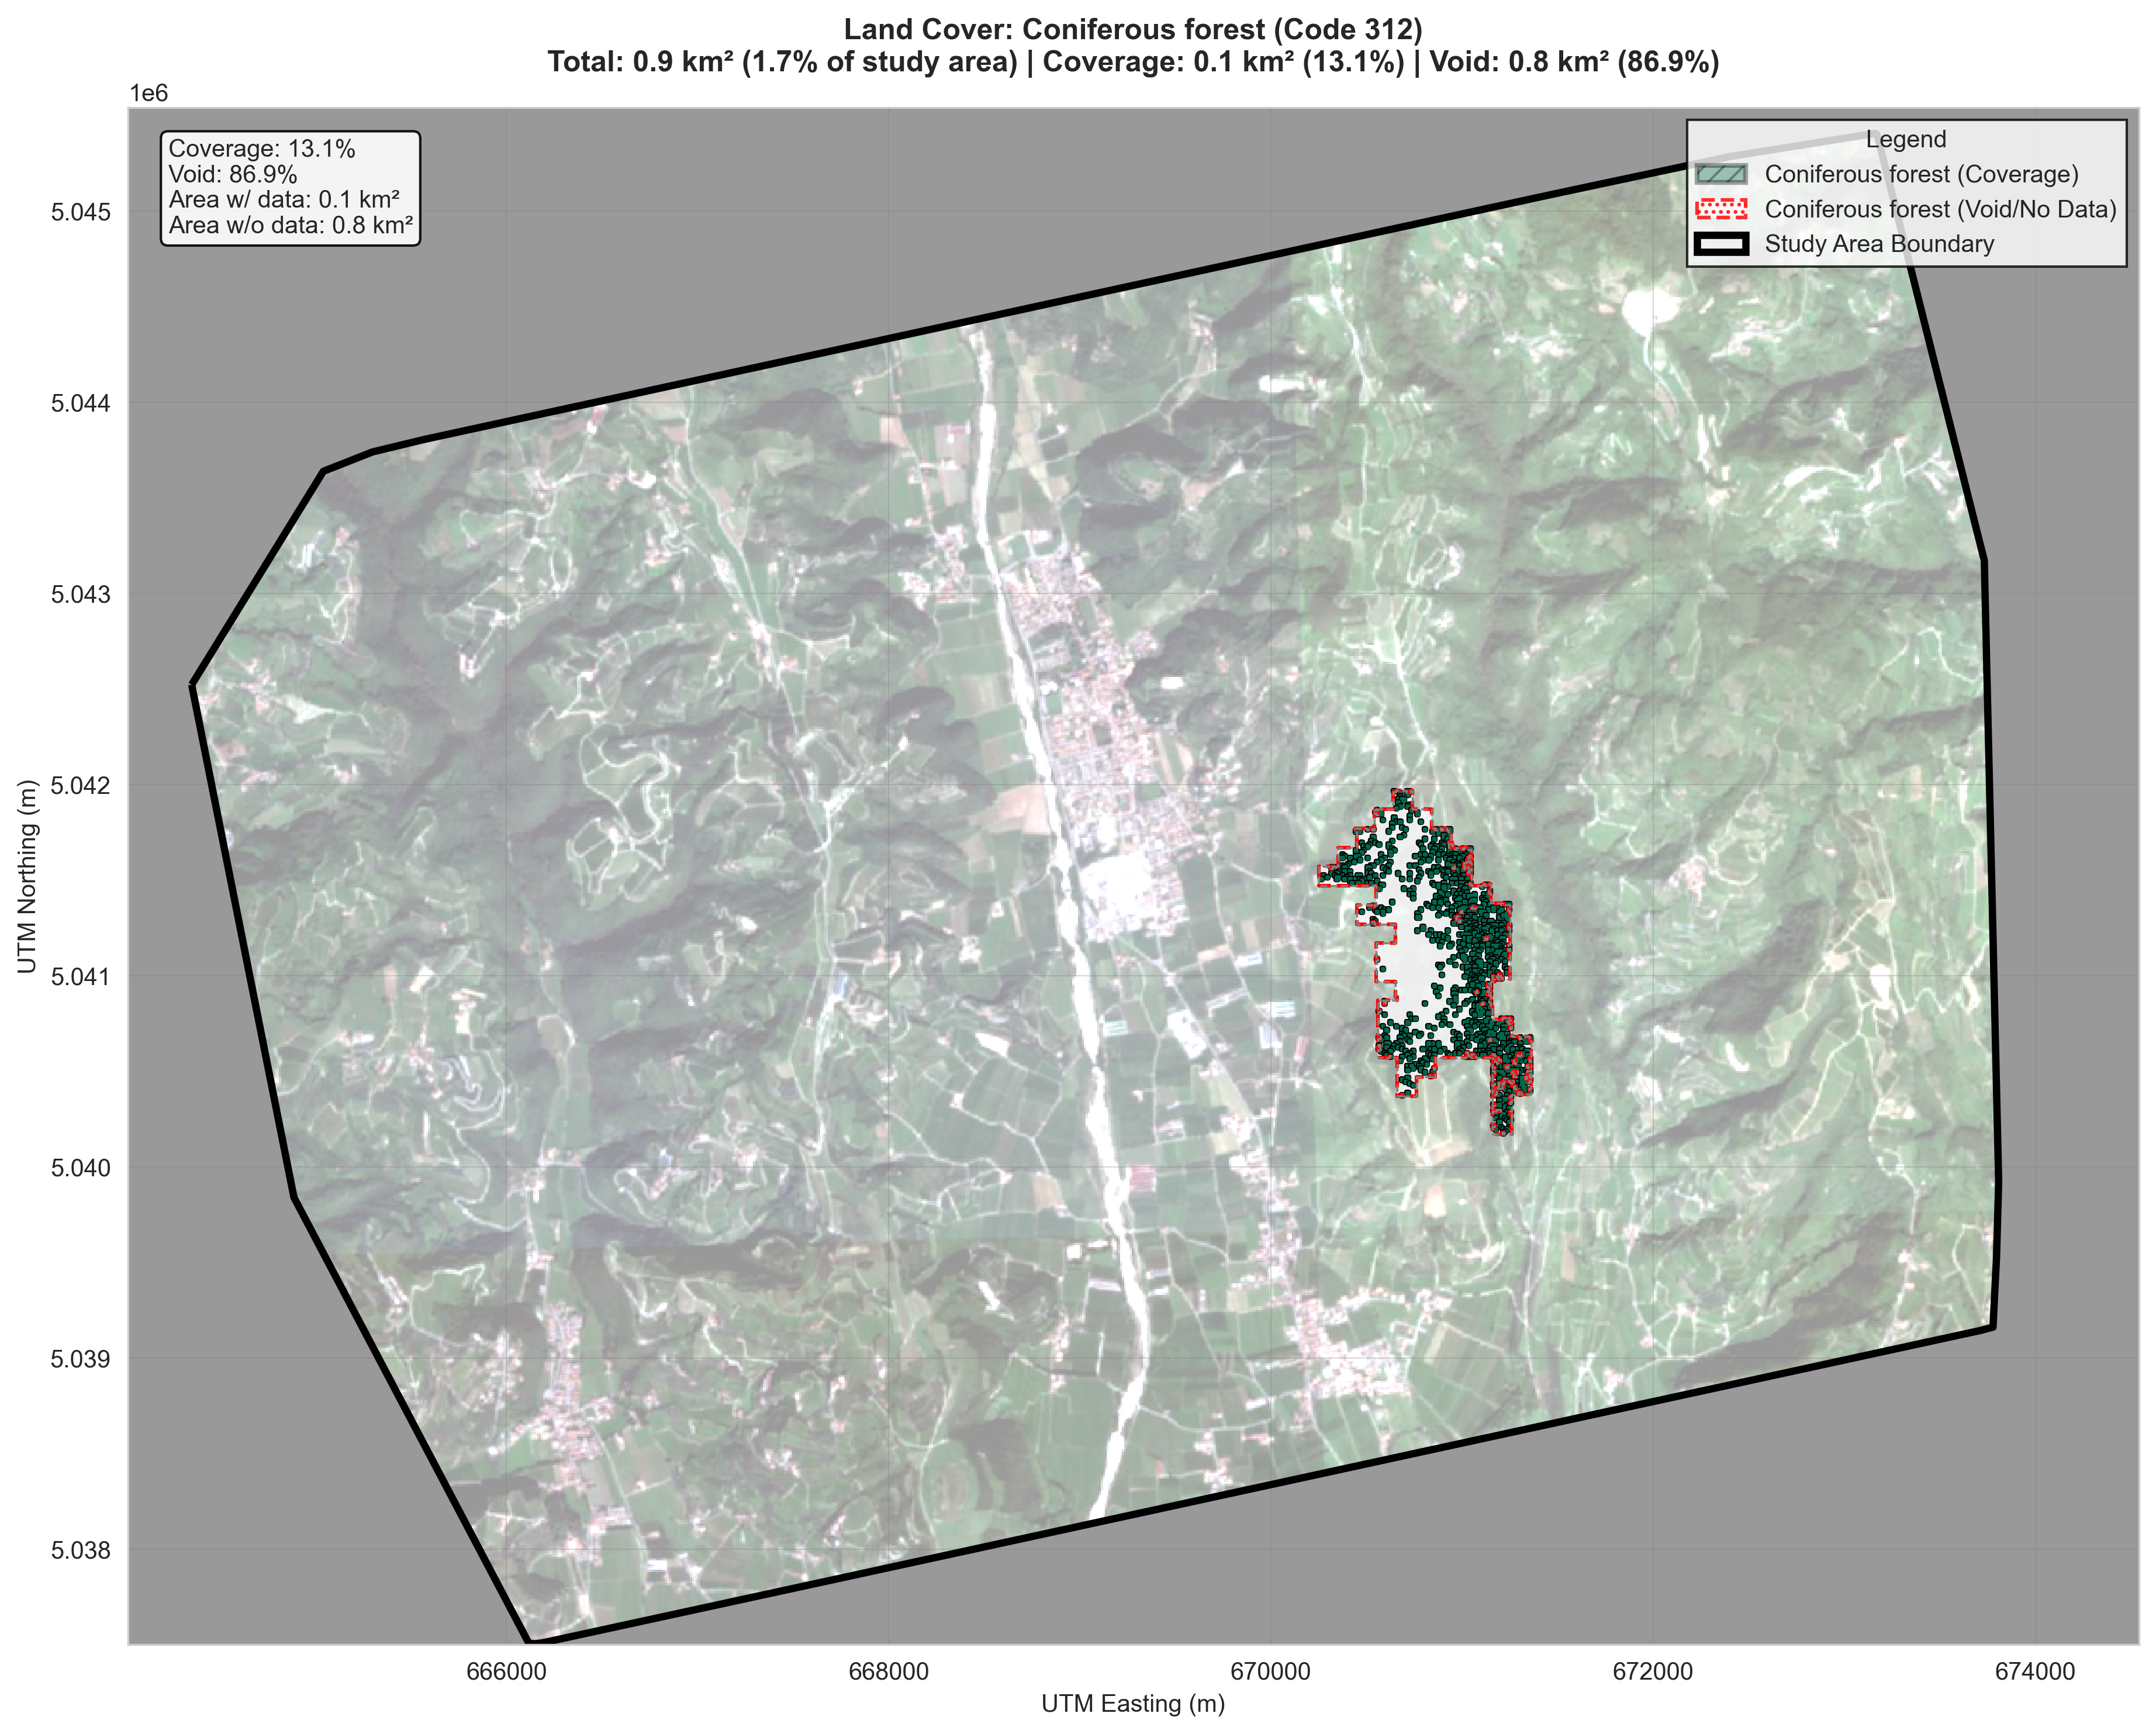 Land Cover: Coniferous forest (Code 312)
Total: 0.9 km² (1.7% of study area) | Coverage: 0.1 km² (13.1%) | Void: 0.8 km² (86.9%)
1e6
Coverage: 13.1%
Void: 86.9%
Area w/ data: 0.1 km²
Area w/o data: 0.8 km²
Legend
Coniferous forest (Coverage)
Coniferous forest (Void/No Data)
Study Area Boundary
5.045
5.044
5.043
5.042
5.041
5.040
5.039
5.038
UTM Northing (m)
666000
668000
670000
672000
674000
UTM Easting (m)